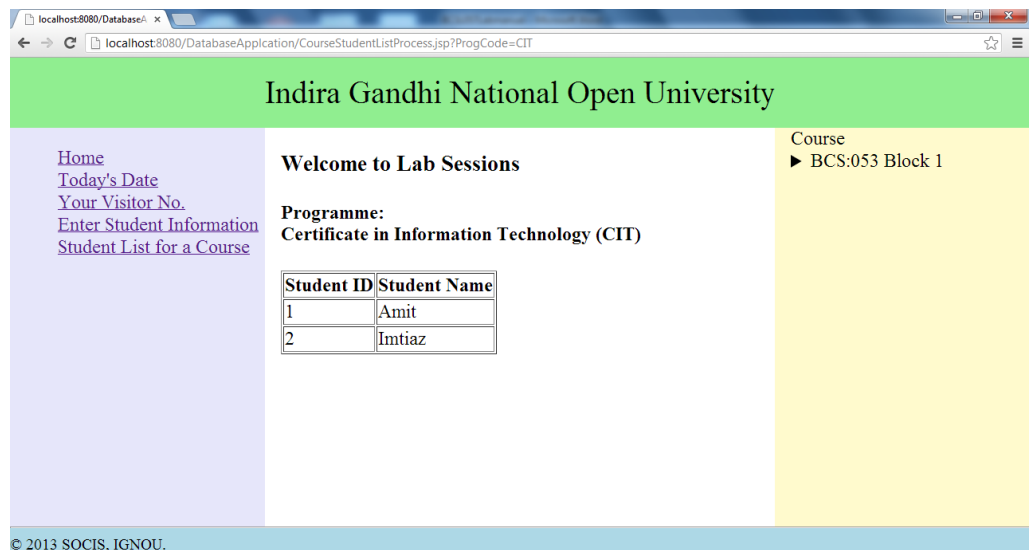 localhost:8080/DatabaseA
localhost:8080/DatabaseApplcation/CourseStudentListProcess.jsp?ProgCode=CIT
Indira Gandhi National Open University
Home
Today's Date
Your Visitor No.
Enter Student Information
Student List for a Course
Welcome to Lab Sessions
Programme:
Certificate in Information Technology (CIT)
Student ID Student Name
1 Amit
2 Imtiaz
Course
► BCS:053 Block 1
© 2013 SOCIS, IGNOU.